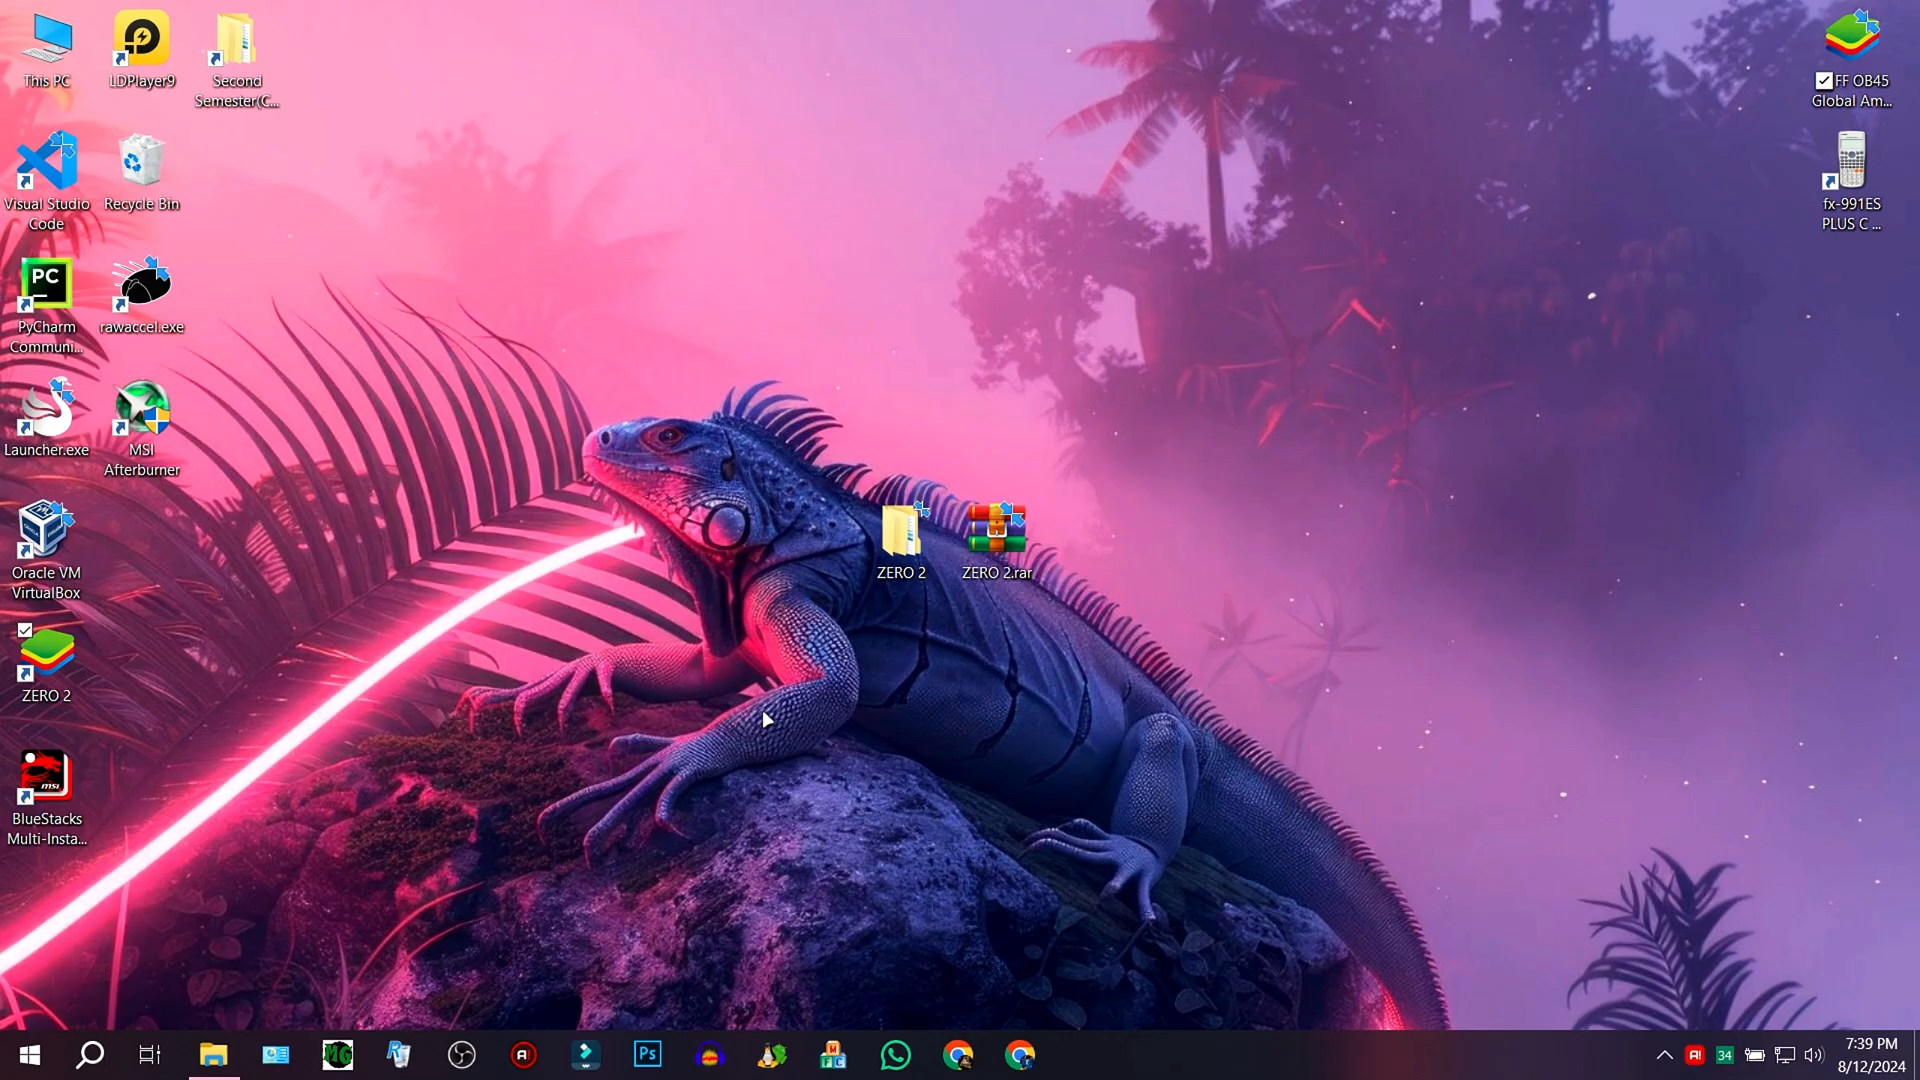 This PC
LDPlayer9
Second
Semester(C...
FF OB45
Global Am...
Visual Studio
Code
Recycle Bin
fx-991ES
PLUS C ...
PC
PyCharm
Communi...
rawaccel.exe
Launcher.exe
MSI
Afterburner
Oracle VM
VirtualBox
ZERO 2
ZERO 2.rar
ZERO 2
msi
BlueStacks
Multi-Insta...
MG
A!
Ps
M
F C
A!
34
7:39 PM
8/12/2024